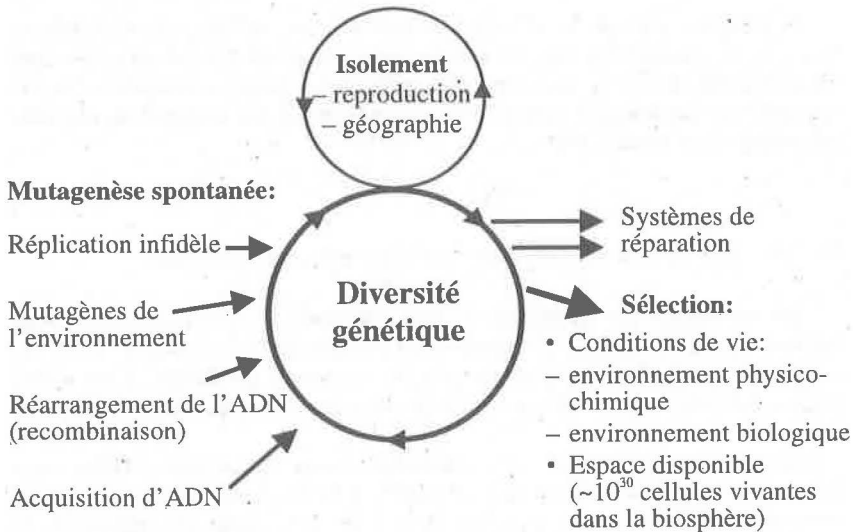 Isolement
– reproduction
– géographie
Mutagenèse spontanée:
Réplication infidèle
Mutagènes de
l'environnement
Réarrangement de l'ADN
(recombinaison)
Acquisition d'ADN
Diversité
génétique
Systèmes de
réparation
Sélection:
• Conditions de vie:
– environnement physico-
chimique
– environnement biologique
• Espace disponible
(~10³⁰ cellules vivantes
dans la biosphère)